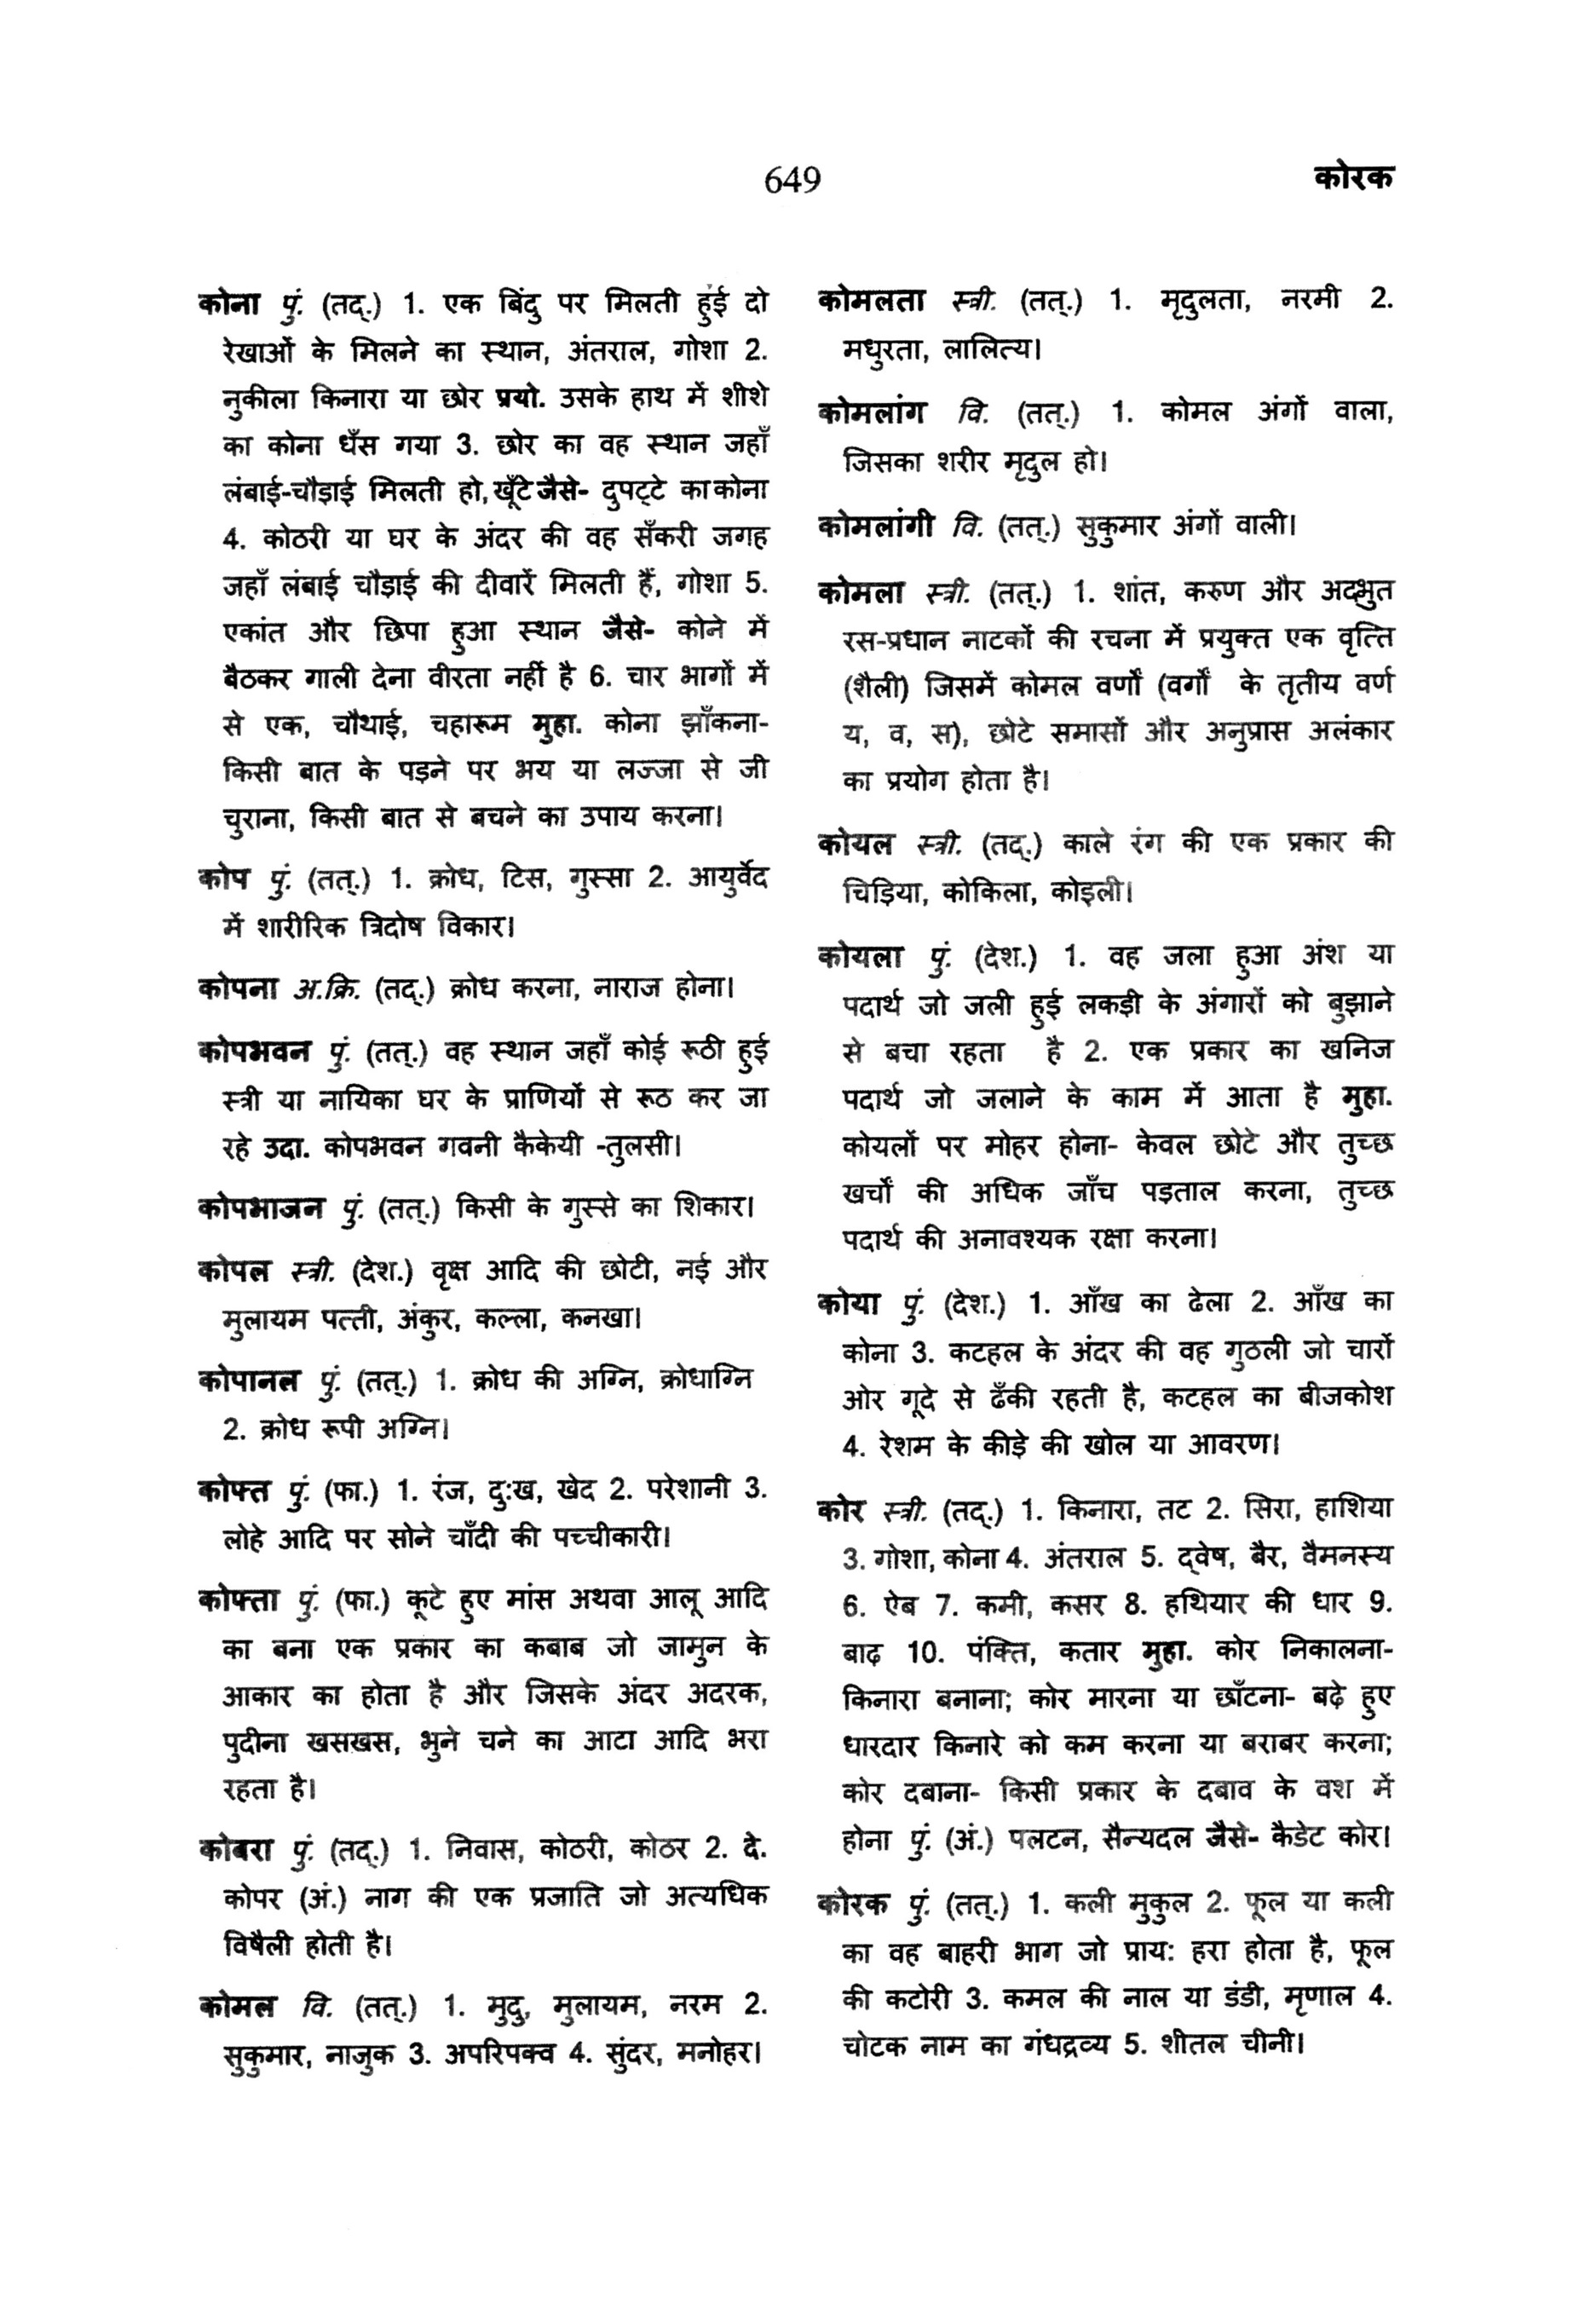 649
कोरक
कोना पुं. (तद्.) 1. एक बिंदु पर मिलती हुई दो
रेखाओं के मिलने का स्थान, अंतराल, गोशा 2.
नुकीला किनारा या छोर प्रयो. उसके हाथ में शीशे
का कोना धँस गया 3. छोर का वह स्थान जहाँ
लंबाई-चौड़ाई मिलती हो, खूँटे जैसे- दुपट्टे का कोना
4. कोठरी या घर के अंदर की वह सँकरी जगह
जहाँ लंबाई चौड़ाई की दीवारें मिलती हैं, गोशा 5.
एकांत और छिपा हुआ स्थान जैसे- कोने में
बैठकर गाली देना वीरता नहीं है 6. चार भागों में
से एक, चौथाई, चहारूम मुहा. कोना झाँकना-
किसी बात के पड़ने पर भय या लज्जा से जी
चुराना, किसी बात से बचने का उपाय करना।
कोप पुं. (तत्.) 1. क्रोध, टिस, गुस्सा 2. आयुर्वेद
में शारीरिक त्रिदोष विकार।
कोपना अ.क्रि. (तद्.) क्रोध करना, नाराज होना।
कोपभवन पुं. (तत्.) वह स्थान जहाँ कोई रूठी हुई
स्त्री या नायिका घर के प्राणियों से रूठ कर जा
रहे उदा. कोपभवन गवनी कैकेयी -तुलसी।
कोपभाजन पुं. (तत्.) किसी के गुस्से का शिकार।
कोपल स्त्री. (देश.) वृक्ष आदि की छोटी, नई और
मुलायम पत्ती, अंकुर, कल्ला, कनखा।
कोपानल पुं. (तत्.) 1. क्रोध की अग्नि, क्रोधाग्नि
2. क्रोध रूपी अग्नि।
कोफ्त पुं. (फा.) 1. रंज, दुःख, खेद 2. परेशानी 3.
लोहे आदि पर सोने चाँदी की पच्चीकारी।
कोफ्ता पुं. (फा.) कूटे हुए मांस अथवा आलू आदि
का बना एक प्रकार का कबाब जो जामुन के
आकार का होता है और जिसके अंदर अदरक,
पुदीना खसखस, भुने चने का आटा आदि भरा
रहता है।
कोबरा पुं. (तद्.) 1. निवास, कोठरी, कोठर 2. दे.
कोपर (अं.) नाग की एक प्रजाति जो अत्यधिक
विषैली होती है।
कोमल वि. (तत्.) 1. मुदु, मुलायम, नरम 2.
सुकुमार, नाजुक 3. अपरिपक्व 4. सुंदर, मनोहर।
कोमलता स्त्री. (तत्.) 1. मृदुलता, नरमी 2.
मधुरता, लालित्य।
कोमलांग वि. (तत्.) 1. कोमल अंगों वाला,
जिसका शरीर मृदुल हो।
कोमलांगी वि. (तत्.) सुकुमार अंगों वाली।
कोमला स्त्री. (तत्.) 1. शांत, करुण और अद्भुत
रस-प्रधान नाटकों की रचना में प्रयुक्त एक वृत्ति
(शैली) जिसमें कोमल वर्णों (वर्गों के तृतीय वर्ण
य, व, स), छोटे समासों और अनुप्रास अलंकार
का प्रयोग होता है।
कोयल स्त्री. (तद्.) काले रंग की एक प्रकार की
चिड़िया, कोकिला, कोइली।
कोयला पुं. (देश.) 1. वह जला हुआ अंश या
पदार्थ जो जली हुई लकड़ी के अंगारों को बुझाने
से बचा रहता है 2. एक प्रकार का खनिज
पदार्थ जो जलाने के काम में आता है मुहा.
कोयलों पर मोहर होना- केवल छोटे और तुच्छ
खर्चों की अधिक जाँच पड़ताल करना, तुच्छ
पदार्थ की अनावश्यक रक्षा करना।
कोया पुं. (देश.) 1. आँख का ढेला 2. आँख का
कोना 3. कटहल के अंदर की वह गुठली जो चारों
ओर गूदे से ढँकी रहती है, कटहल का बीजकोश
4. रेशम के कीड़े की खोल या आवरण।
कोर स्त्री. (तद्.) 1. किनारा, तट 2. सिरा, हाशिया
3. गोशा, कोना 4. अंतराल 5. द्वेष, बैर, वैमनस्य
6. ऐब 7. कमी, कसर 8. हथियार की धार 9.
बाढ़ 10. पंक्ति, कतार मुहा. कोर निकालना-
किनारा बनाना; कोर मारना या छाँटना- बढ़े हुए
धारदार किनारे को कम करना या बराबर करना;
कोर दबाना- किसी प्रकार के दबाव के वश में
होना पुं. (अं.) पलटन, सैन्यदल जैसे- कैडेट कोर।
कोरक पुं. (तत्.) 1. कली मुकुल 2. फूल या कली
का वह बाहरी भाग जो प्राय: हरा होता है, फूल
की कटोरी 3. कमल की नाल या डंडी, मृणाल 4.
चोटक नाम का गंधद्रव्य 5. शीतल चीनी।